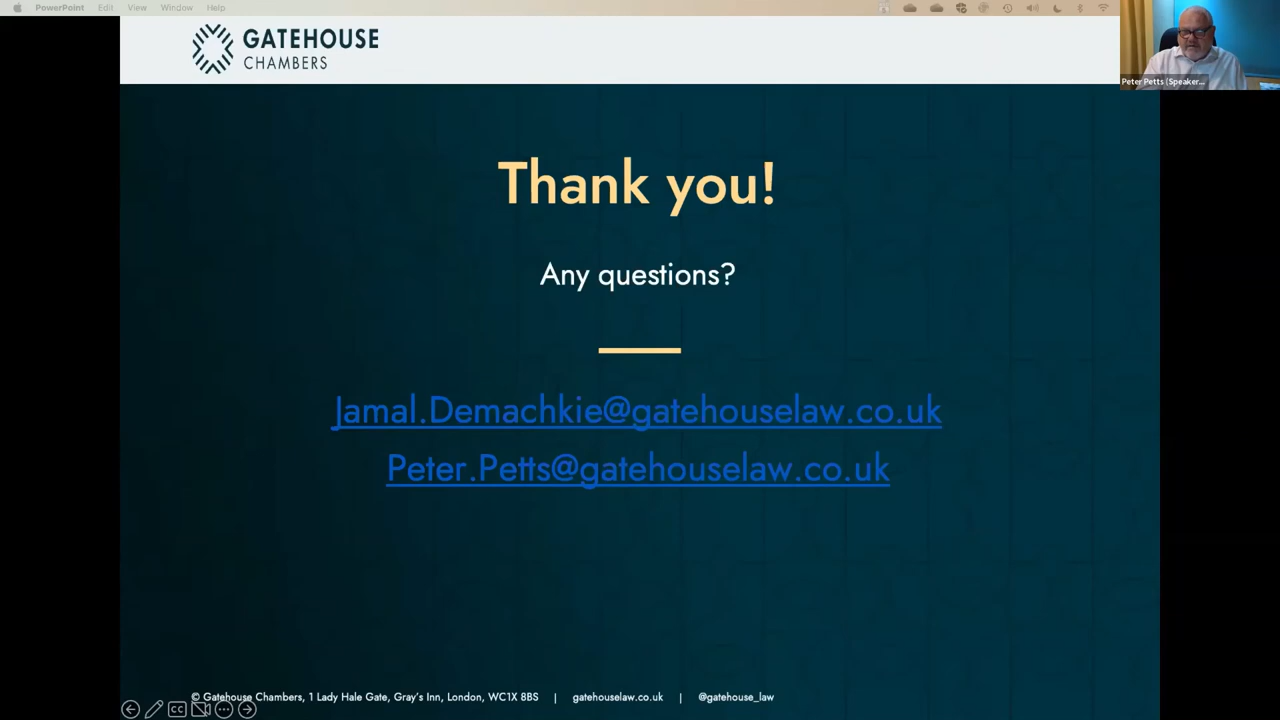 PowerPoint Edit View Window Help
GATEHOUSE
CHAMBERS
Peter Petts (Speaker...
Thank you!
Any questions?
Jamal.Demachkie@gatehouselaw.co.uk
Peter.Petts@gatehouselaw.co.uk
© Gatehouse Chambers, 1 Lady Hale Gate, Gray's Inn, London, WC1X 8BS | gatehouselaw.co.uk | @gatehouse_law
CC